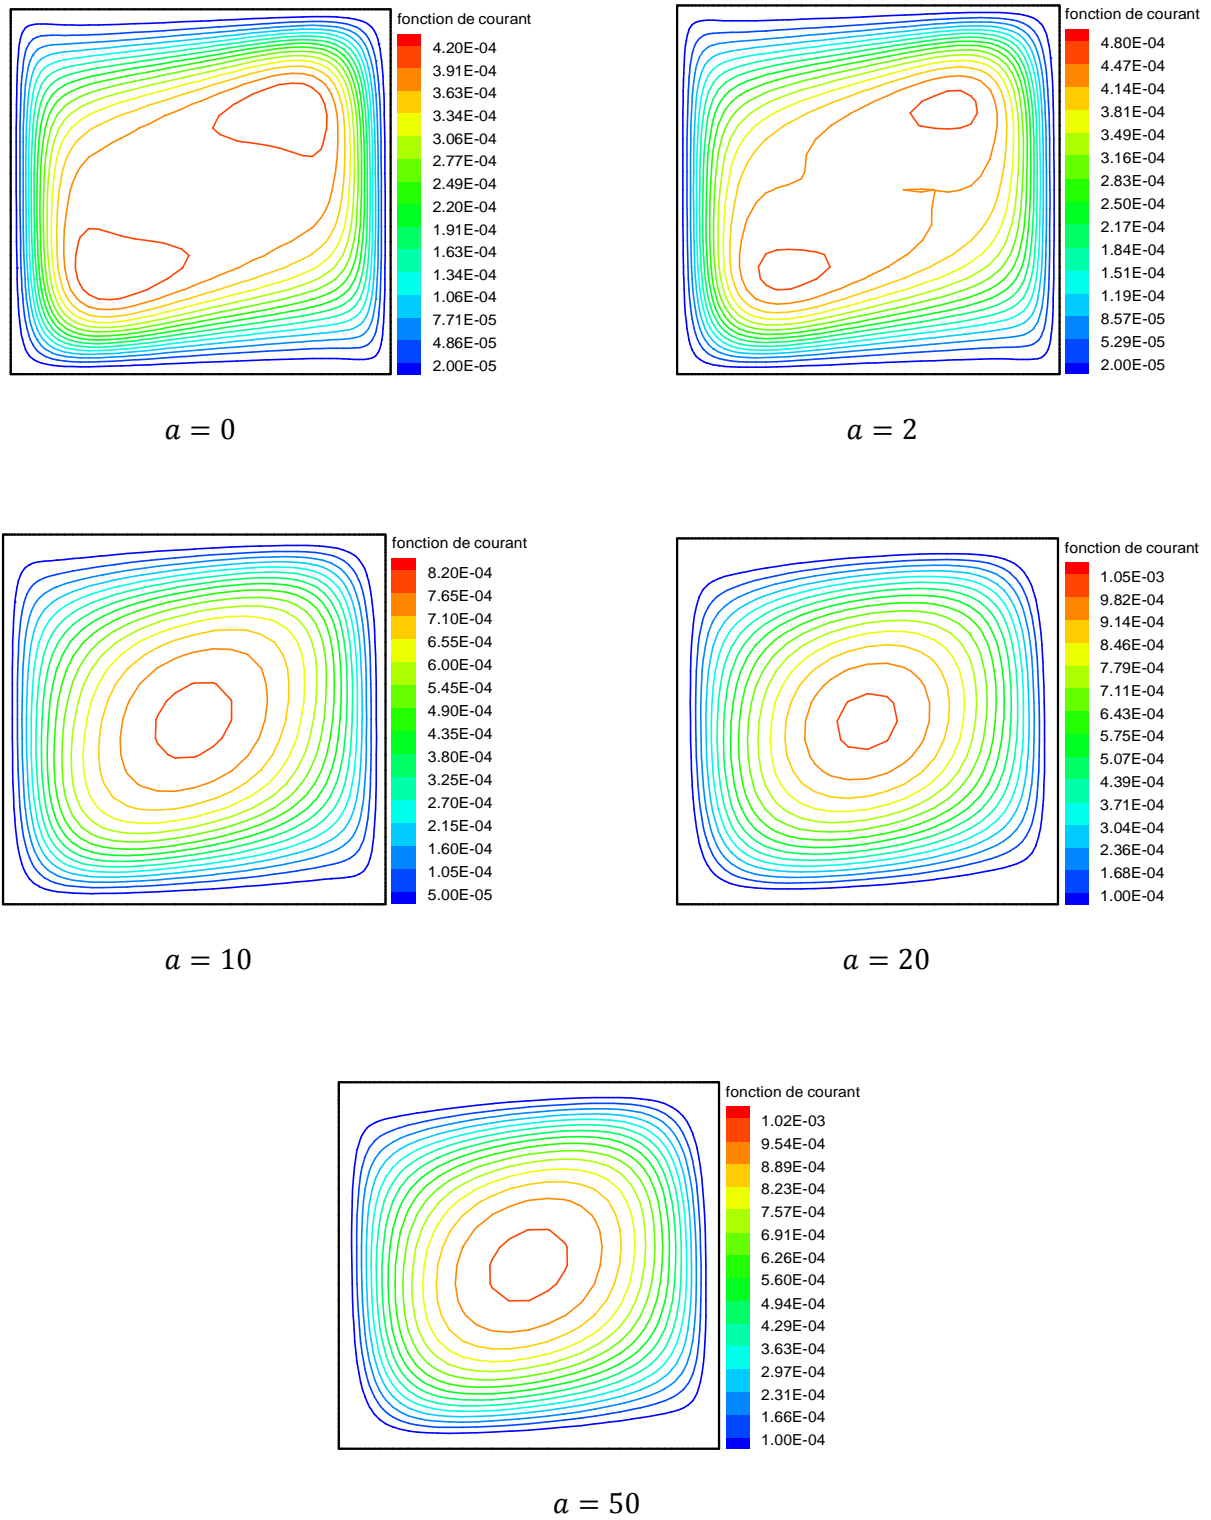 fonction de courant
4.20E-04
3.91E-04
3.63E-04
3.34E-04
3.06E-04
2.77E-04
2.49E-04
2.20E-04
1.91E-04
1.63E-04
1.34E-04
1.06E-04
7.71E-05
4.86E-05
2.00E-05
a = 0
fonction de courant
4.80E-04
4.47E-04
4.14E-04
3.81E-04
3.49E-04
3.16E-04
2.83E-04
2.50E-04
2.17E-04
1.84E-04
1.51E-04
1.19E-04
8.57E-05
5.29E-05
2.00E-05
a = 2
fonction de courant
8.20E-04
7.65E-04
7.10E-04
6.55E-04
6.00E-04
5.45E-04
4.90E-04
4.35E-04
3.80E-04
3.25E-04
2.70E-04
2.15E-04
1.60E-04
1.05E-04
5.00E-05
a = 10
fonction de courant
1.05E-03
9.82E-04
9.14E-04
8.46E-04
7.79E-04
7.11E-04
6.43E-04
5.75E-04
5.07E-04
4.39E-04
3.71E-04
3.04E-04
2.36E-04
1.68E-04
1.00E-04
a = 20
fonction de courant
1.02E-03
9.54E-04
8.89E-04
8.23E-04
7.57E-04
6.91E-04
6.26E-04
5.60E-04
4.94E-04
4.29E-04
3.63E-04
2.97E-04
2.31E-04
1.66E-04
1.00E-04
a = 50